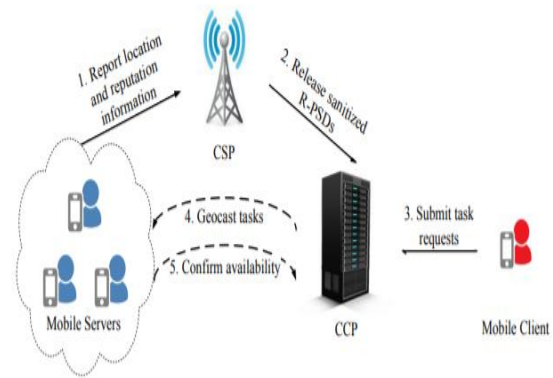 1. Report location
and reputation
information
CSP
2. Release sanitized
R-PSDs
4. Geocast tasks
3. Submit task
requests
5. Confirm availability
Mobile Servers
CCP
Mobile Client